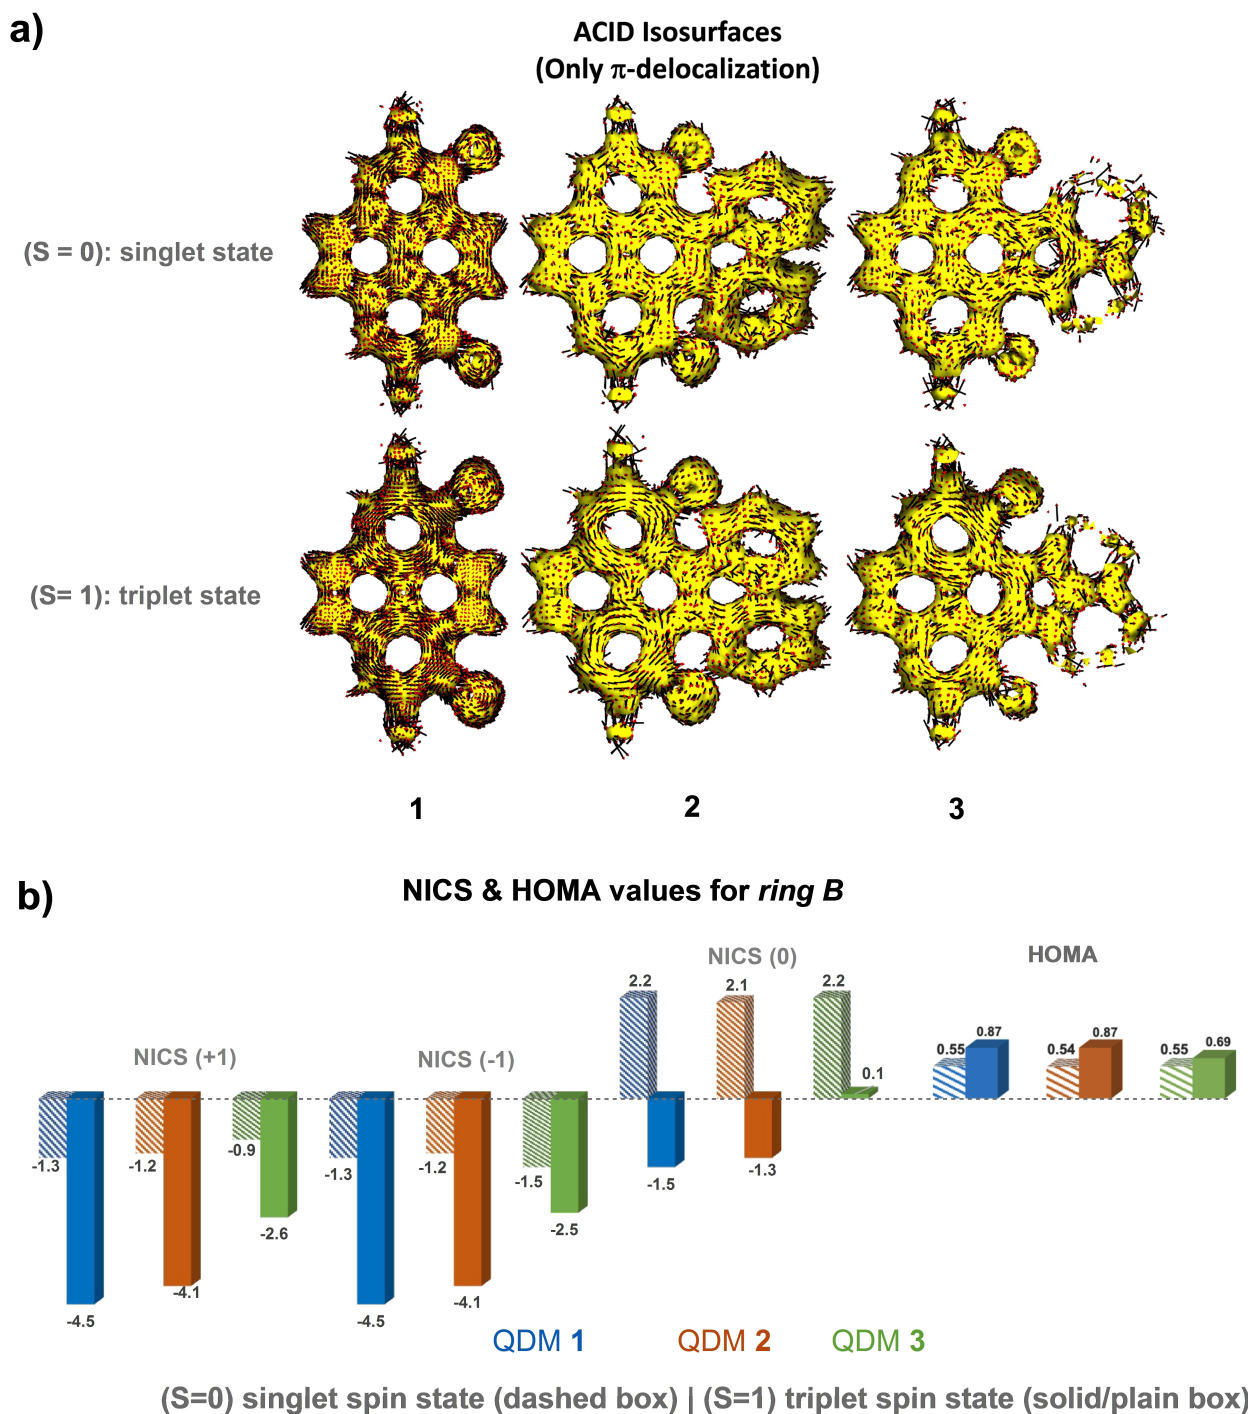 a)
ACID Isosurfaces
(Only π-delocalization)
(S = 0): singlet state
(S= 1): triplet state
1 2 3
b)
NICS & HOMA values for ring B
NICS (+1) NICS (-1) NICS (0) HOMA
2.2 2.1 2.2
0.55 0.87 0.54 0.87 0.55 0.69
0.1
-1.3 -1.2 -0.9 -1.3 -1.2 -1.5
-4.5 -4.1 -2.6 -4.5 -4.1 -2.5 -1.5 -1.3
QDM 1 QDM 2 QDM 3
(S=0) singlet spin state (dashed box) | (S=1) triplet spin state (solid/plain box)